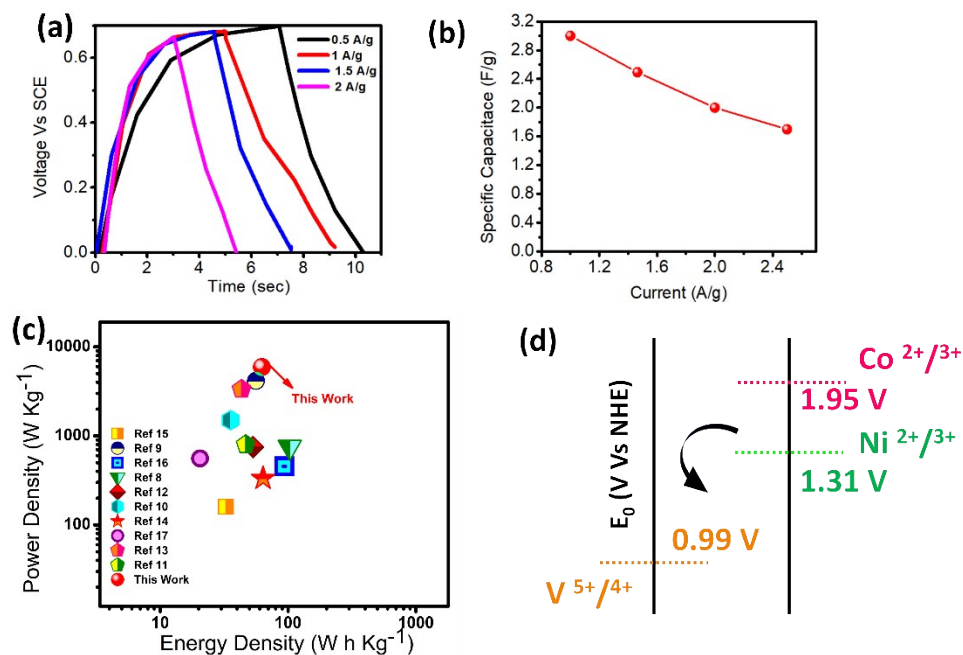 (a)
Voltage Vs SCE
0.6
0.4
0.2
0.0
0 2 4 6 8 10
Time (sec)
0.5 A/g
1 A/g
1.5 A/g
2 A/g
(b)
Specific Capacitace (F/g)
3.2
2.8
2.4
2.0
1.6
1.2
0.8
0.4
0.0
0.8 1.2 1.6 2.0 2.4
Current (A/g)
(c)
Power Density (W Kg⁻¹)
10000
1000
100
10 100 1000
Energy Density (W h Kg⁻¹)
This Work
Ref 15
Ref 9
Ref 16
Ref 8
Ref 12
Ref 10
Ref 14
Ref 17
Ref 13
Ref 11
This Work
(d)
E₀ (V Vs NHE)
Co ²⁺/³⁺
1.95 V
Ni ²⁺/³⁺
1.31 V
0.99 V
V ⁵⁺/⁴⁺